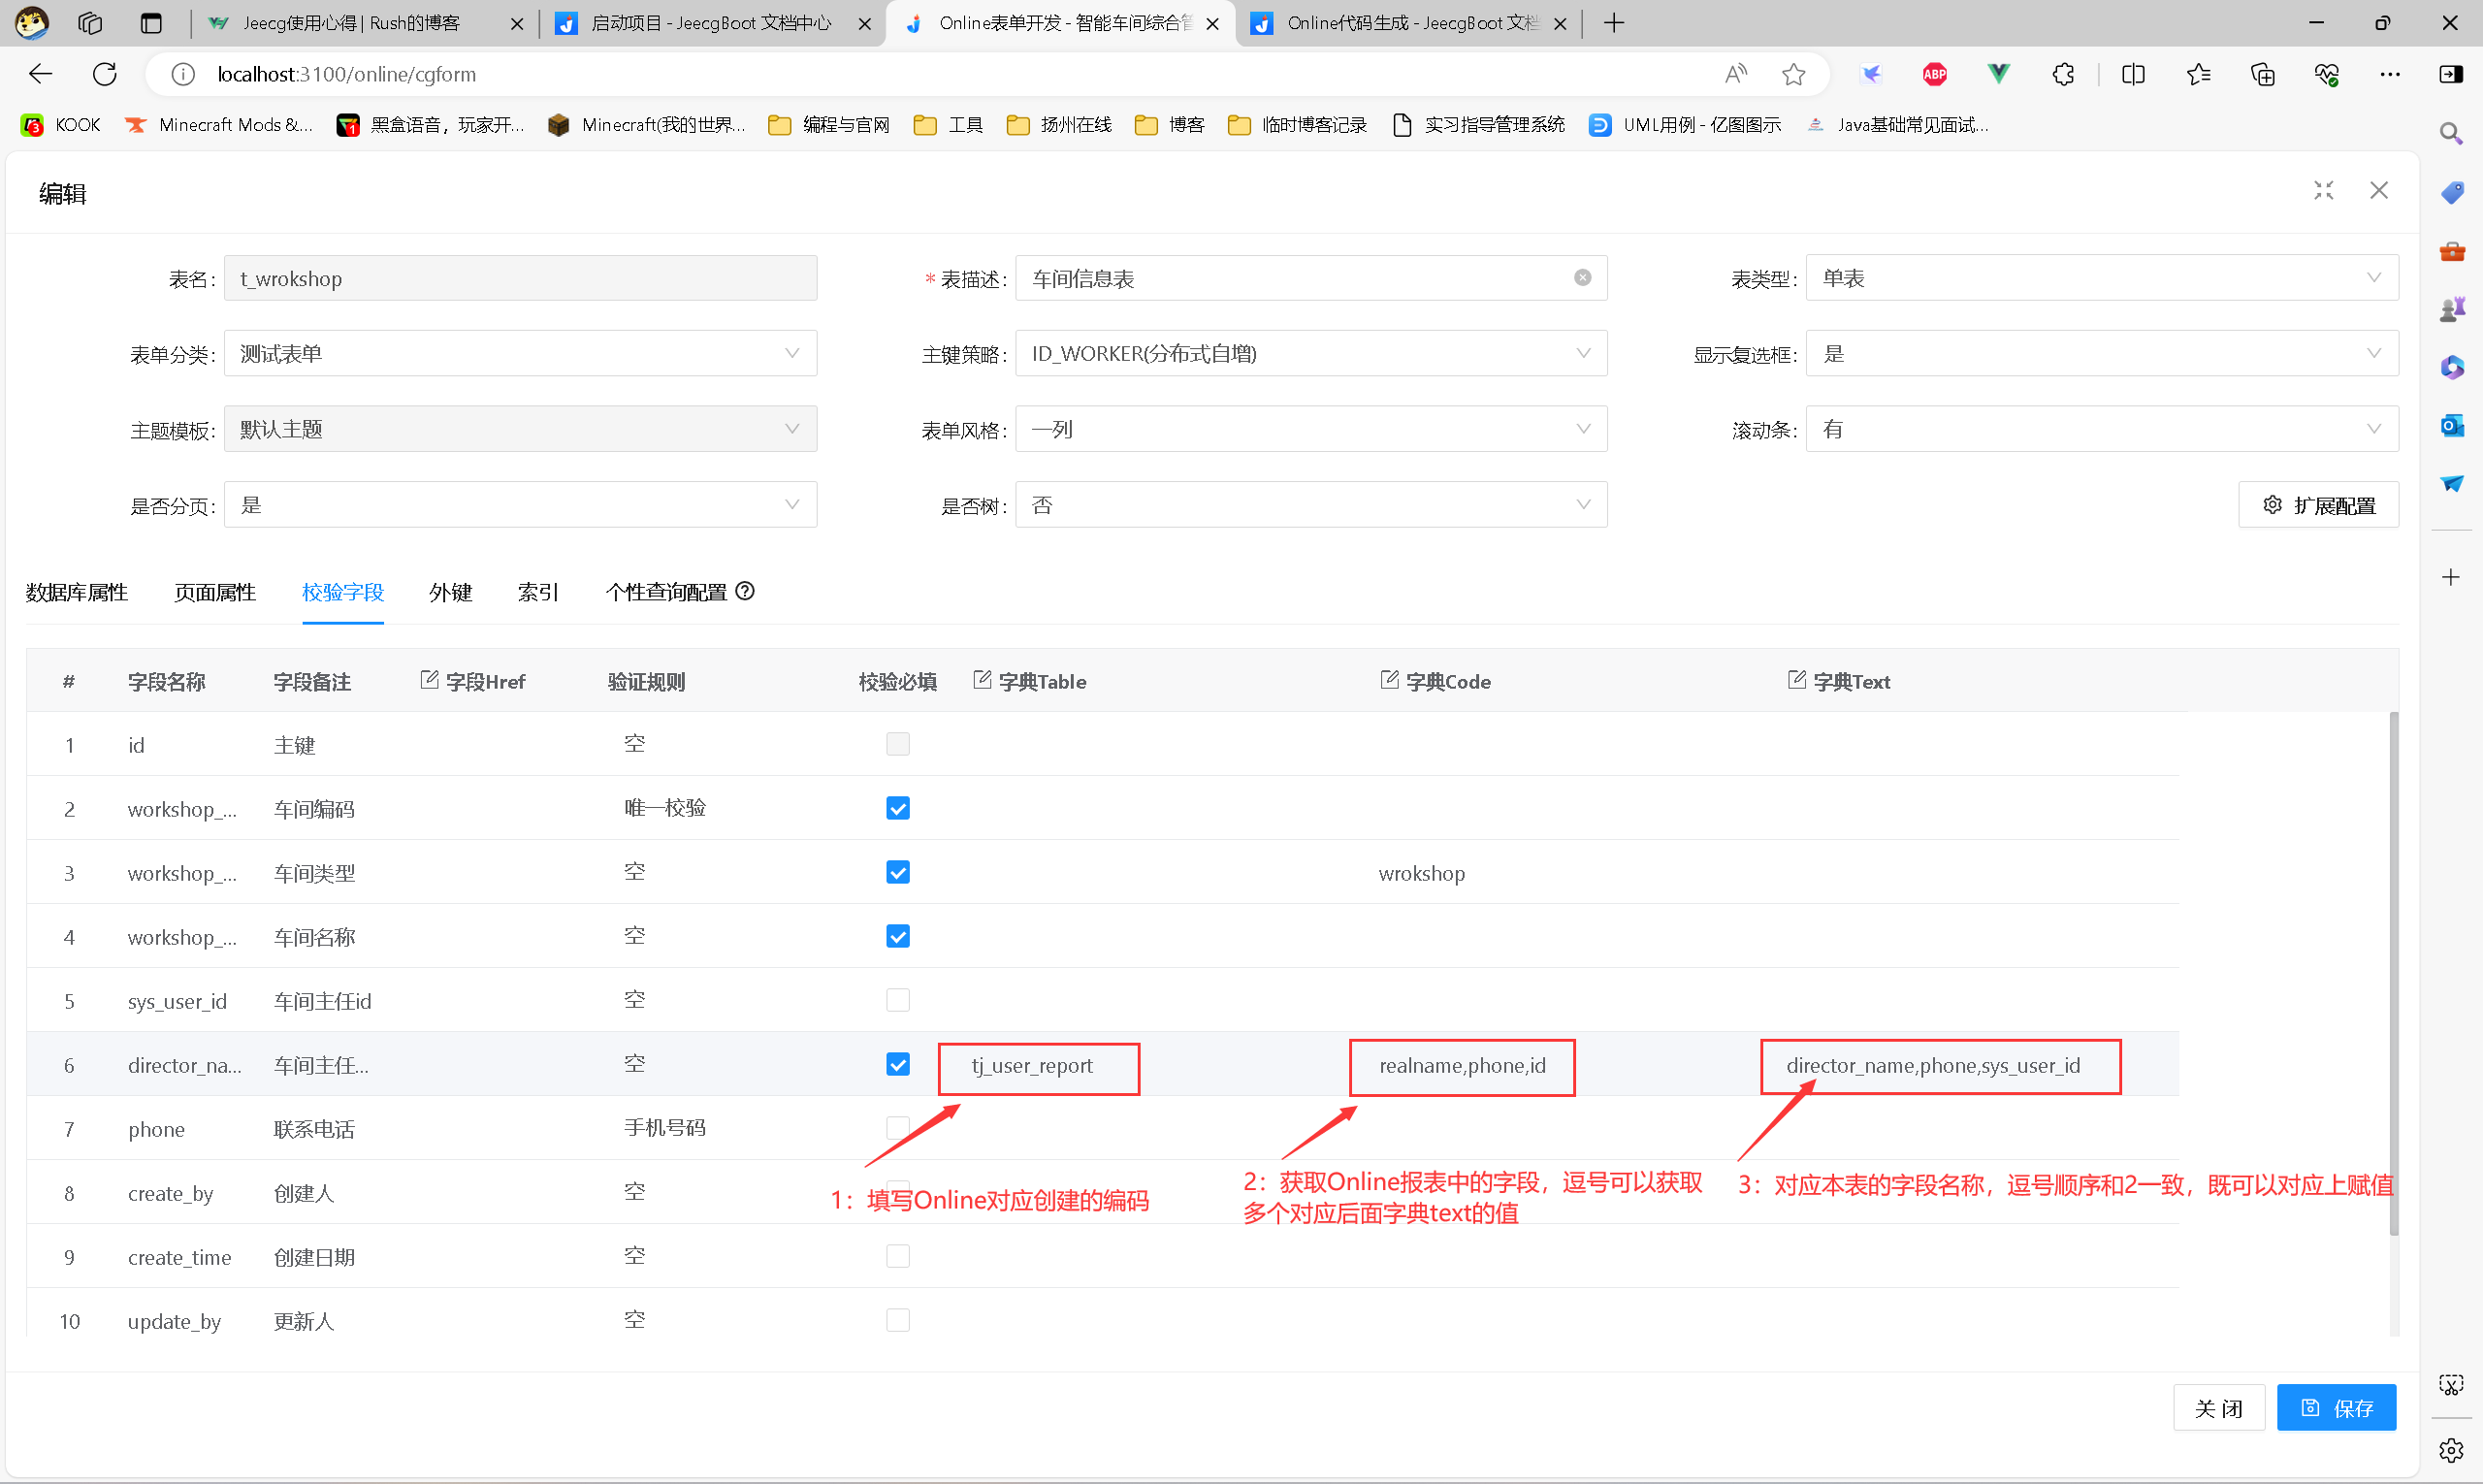 Jeecg使用心得 | Rush的博客
启动项目 - JeecgBoot 文档中心
Online表单开发 - 智能车间综合管
Online代码生成 - JeecgBoot 文档
localhost:3100/online/cgform
KOOK
Minecraft Mods &...
黑盒语音，玩家开...
Minecraft(我的世界...
编程与官网
工具
扬州在线
博客
临时博客记录
实习指导管理系统
UML用例 - 亿图图示
Java基础常见面试...
编辑
表名: t_wrokshop
* 表描述: 车间信息表
表类型: 单表
表单分类: 测试表单
主键策略: ID_WORKER(分布式自增)
显示复选框: 是
主题模板: 默认主题
表单风格: 一列
滚动条: 有
是否分页: 是
是否树: 否
扩展配置
数据库属性 页面属性 校验字段 外键 索引 个性查询配置
# 字段名称 字段备注 字段Href 验证规则 校验必填 字典Table 字典Code 字典Text
1 id 主键 空
2 workshop_... 车间编码 唯一校验
3 workshop_... 车间类型 空 wrokshop
4 workshop_... 车间名称 空
5 sys_user_id 车间主任id 空
6 director_na... 车间主任... 空 tj_user_report realname,phone,id director_name,phone,sys_user_id
7 phone 联系电话 手机号码
8 create_by 创建人 空
1：填写Online对应创建的编码
2：获取Online报表中的字段，逗号可以获取
多个对应后面字典text的值
3：对应本表的字段名称，逗号顺序和2一致，既可以对应上赋值
9 create_time 创建日期 空
10 update_by 更新人 空
关 闭
保存